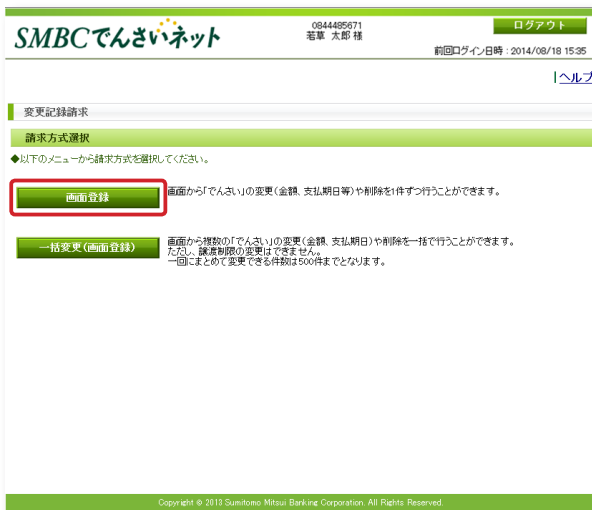 SMBCでんさいネット
0844485671
若草 太郎 様
ログアウト
前回ログイン日時：2014/08/18 15:35
|ヘルプ
変更記録請求
請求方式選択
◆以下のメニューから請求方式を選択してください。
画面登録
画面から「でんさい」の変更（金額、支払期日等）や削除を1件ずつ行うことができます。
一括変更（画面登録）
画面から複数の「でんさい」の変更（金額、支払期日）や削除を一括で行うことができます。
ただし、譲渡制限の変更はできません。
一回にまとめて変更できる件数は500件までとなります。
Copyright © 2013 Sumitomo Mitsui Banking Corporation. All Rights Reserved.